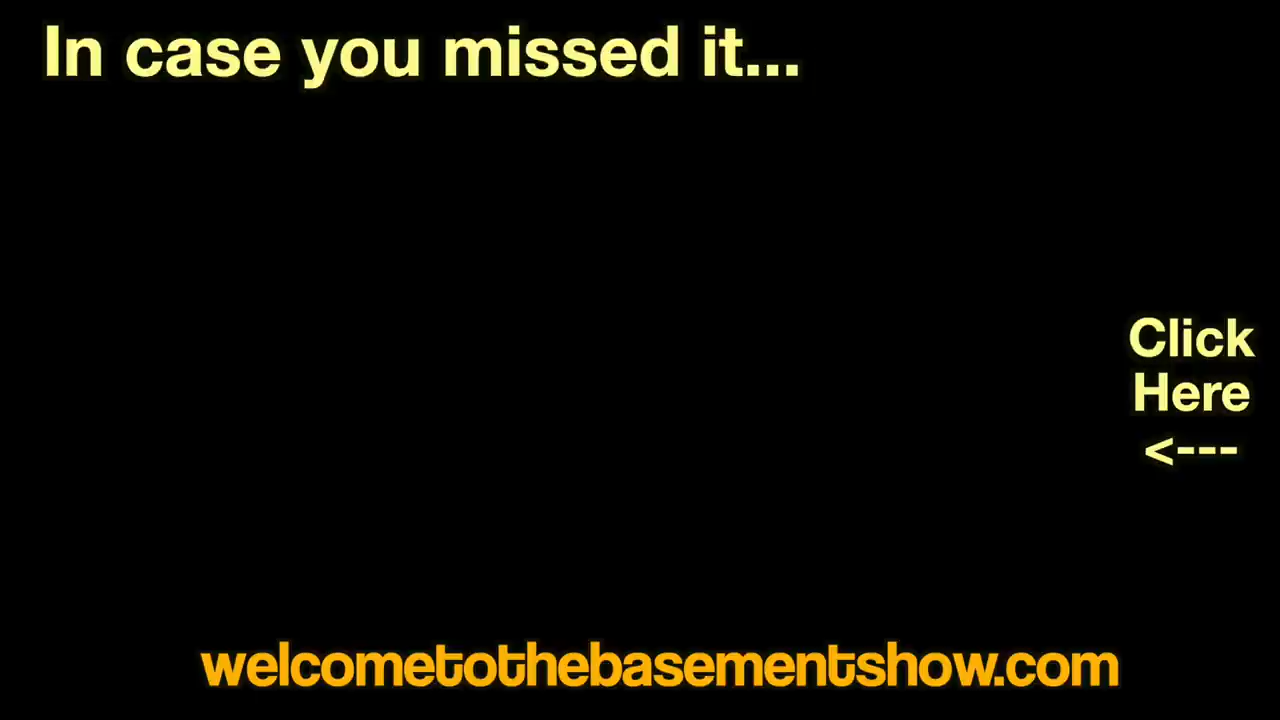 In case you missed it...
Click
Here
<---
welcometothebasementshow.com